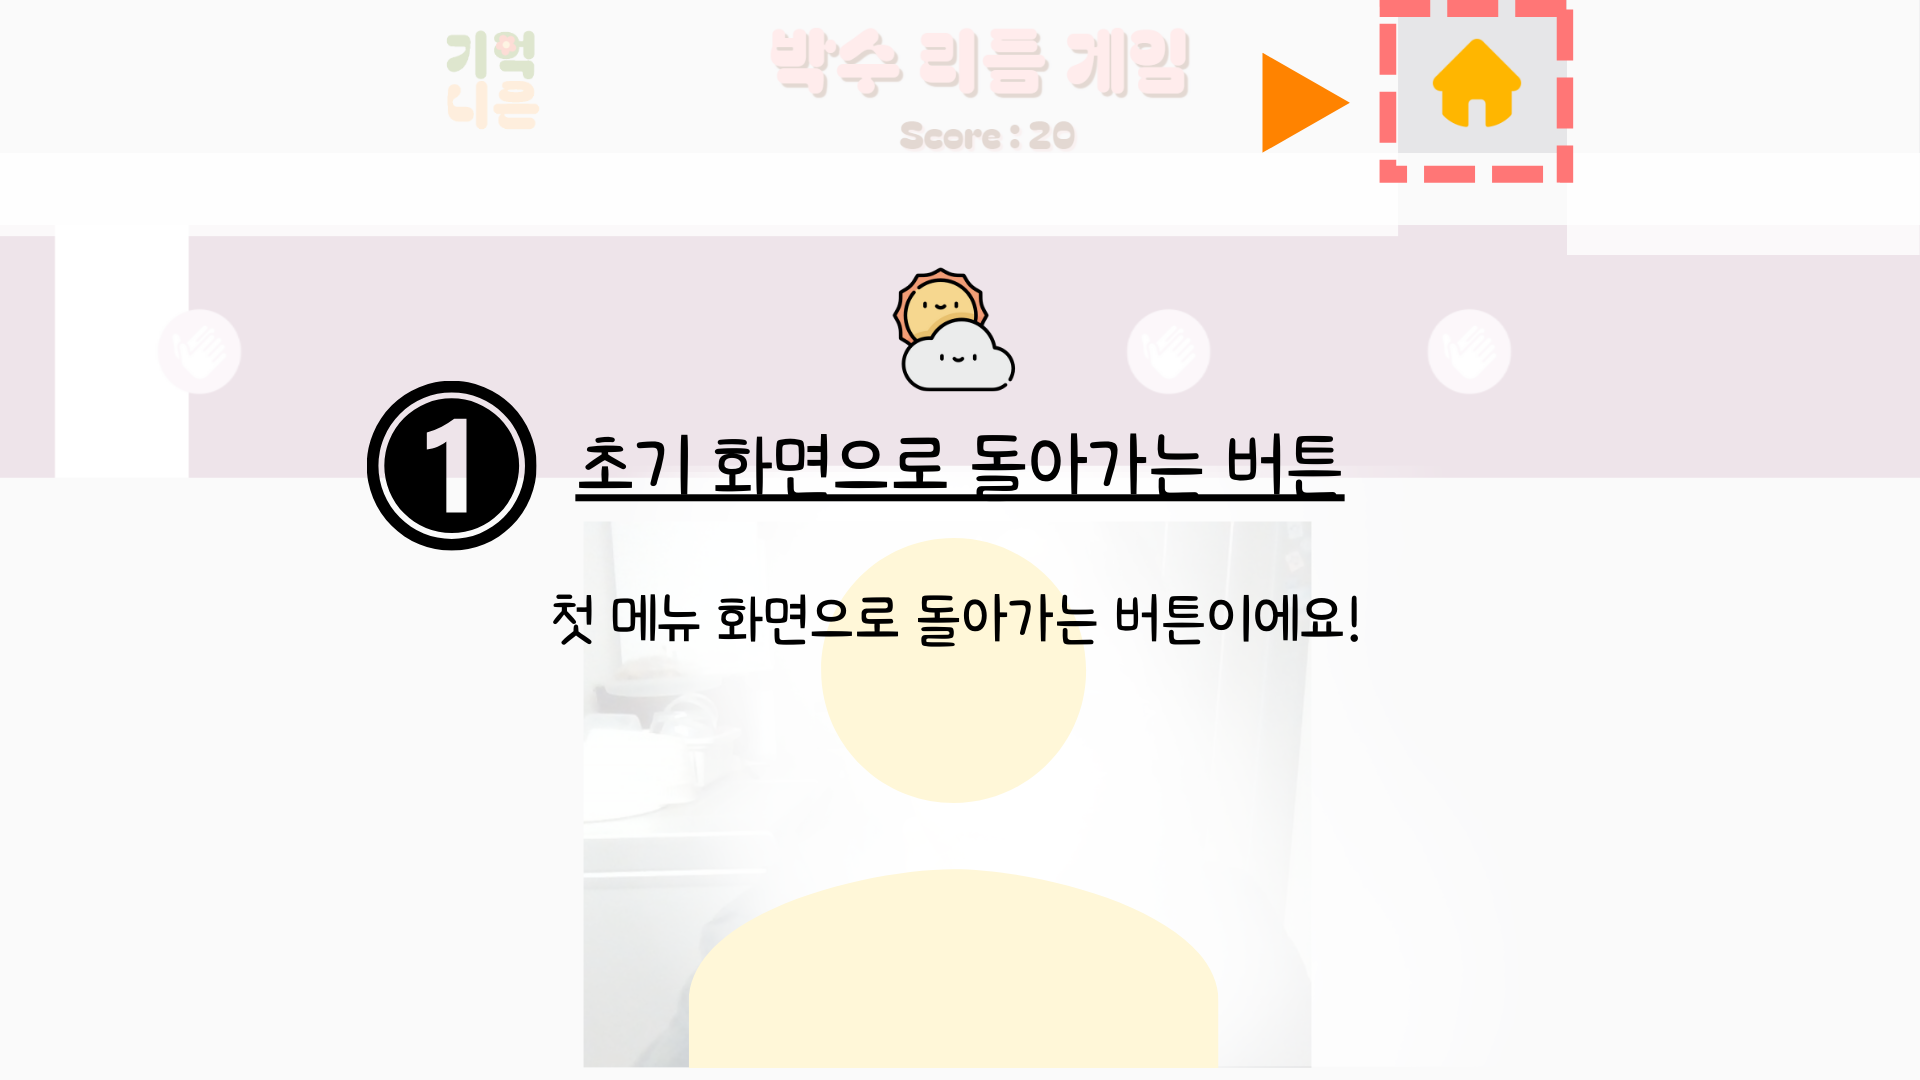 기억
니은
박수 리듬 게임
Score : 20
1
초기 화면으로 돌아가는 버튼
첫 메뉴 화면으로 돌아가는 버튼이에요!